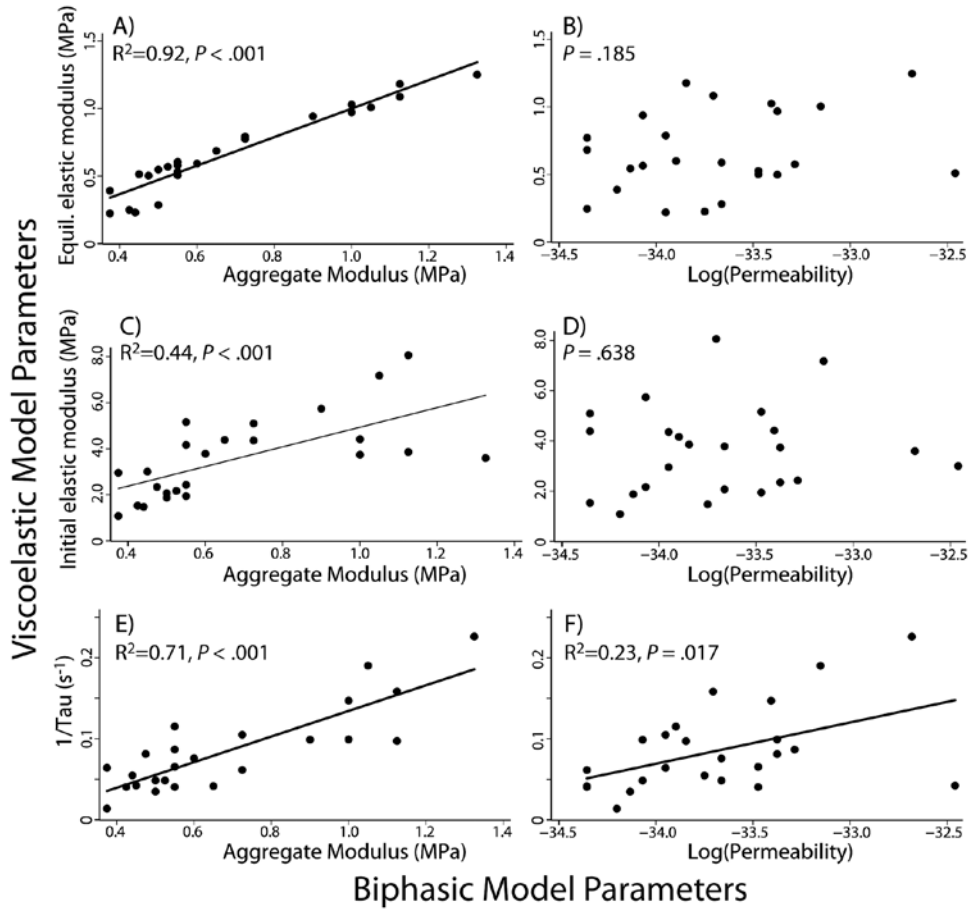 Viscoelastic Model Parameters
A)
R²=0.92, P < .001
Equil. elastic modulus (MPa)
0 0.5 1.0 1.5
0.4 0.6 0.8 1.0 1.2 1.4
Aggregate Modulus (MPa)
B)
P = .185
0 0.5 1.0 1.5
−34.5 −34.0 −33.5 −33.0 −32.5
Log(Permeability)
C)
R²=0.44, P < .001
Initial elastic modulus (MPa)
0 2.0 4.0 6.0 8.0
0.4 0.6 0.8 1.0 1.2 1.4
Aggregate Modulus (MPa)
D)
P = .638
0 2.0 4.0 6.0 8.0
−34.5 −34.0 −33.5 −33.0 −32.5
Log(Permeability)
E)
R²=0.71, P < .001
1/Tau (s⁻¹)
0 0.1 0.2
0.4 0.6 0.8 1.0 1.2 1.4
Aggregate Modulus (MPa)
F)
R²=0.23, P = .017
0 0.1 0.2
−34.5 −34.0 −33.5 −33.0 −32.5
Log(Permeability)
Biphasic Model Parameters